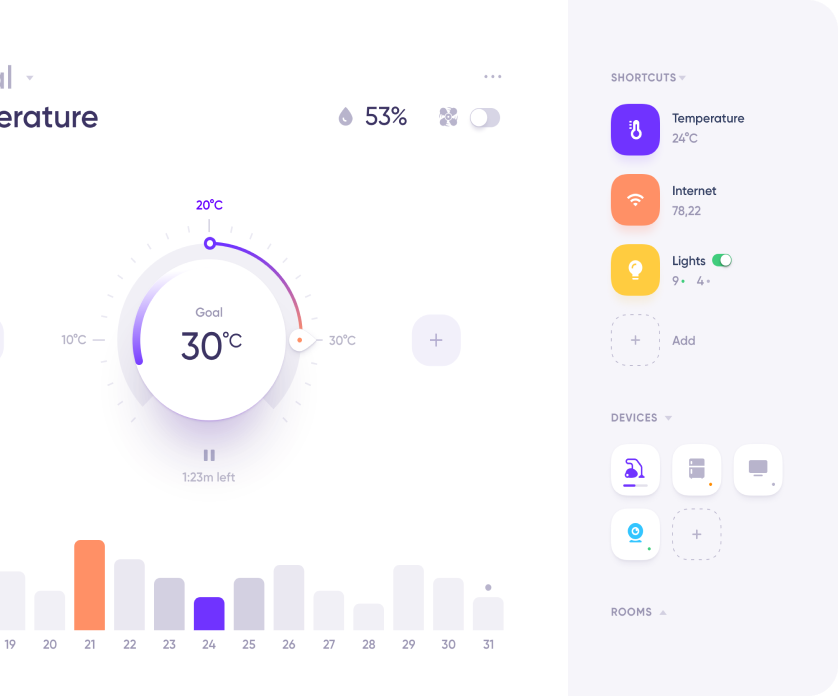 al
erature
53%
20°C
10°C
Goal
30°C
30°C
1:23m left
19 20 21 22 23 24 25 26 27 28 29 30 31
SHORTCUTS
Temperature
24°C
Internet
78,22
Lights
9 4
Add
DEVICES
ROOMS